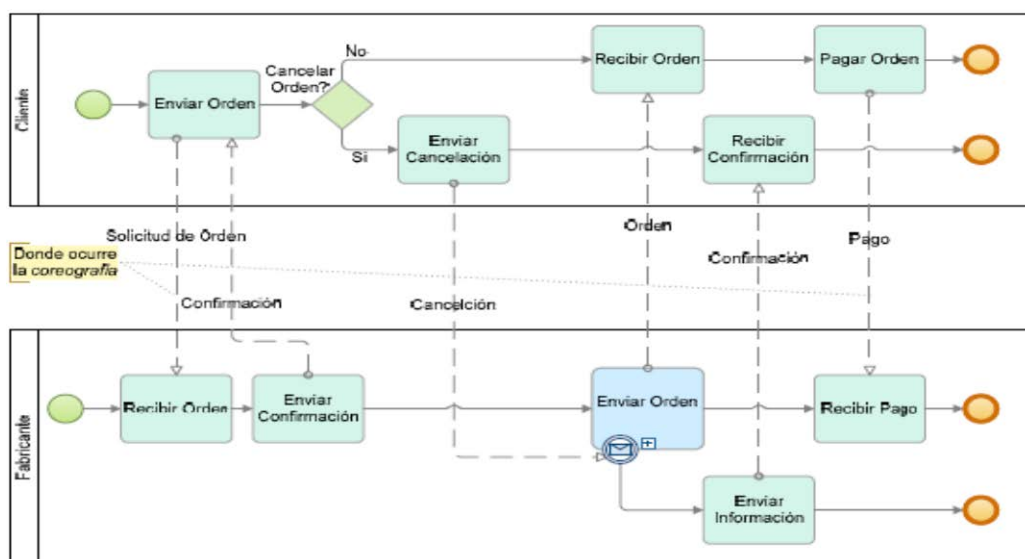 Cliente
Enviar Orden
Cancelar
Orden?
No
Si
Enviar
Cancelación
Recibir Orden
Recibir
Confirmación
Pagar Orden
Solicitud de Orden
Confirmación
Cancelción
Orden
Confirmación
Pago
Donde ocurre
la coreografía
Fabricante
Recibir Orden
Enviar
Confirmación
Enviar Orden
Recibir Pago
Enviar
Información